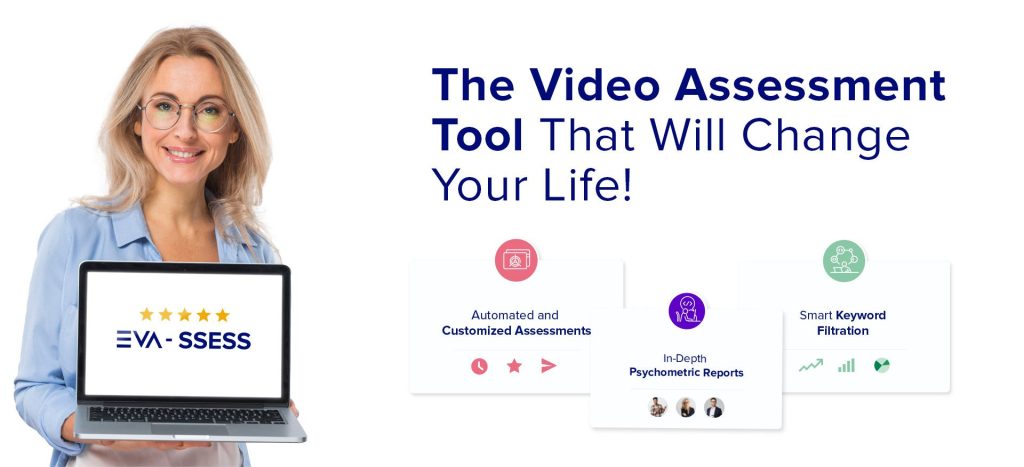 The Video Assessment
Tool That Will Change
Your Life!
EVA - SSESS
Automated and
Customized Assessments
In-Depth
Psychometric Reports
Smart Keyword
Filtration